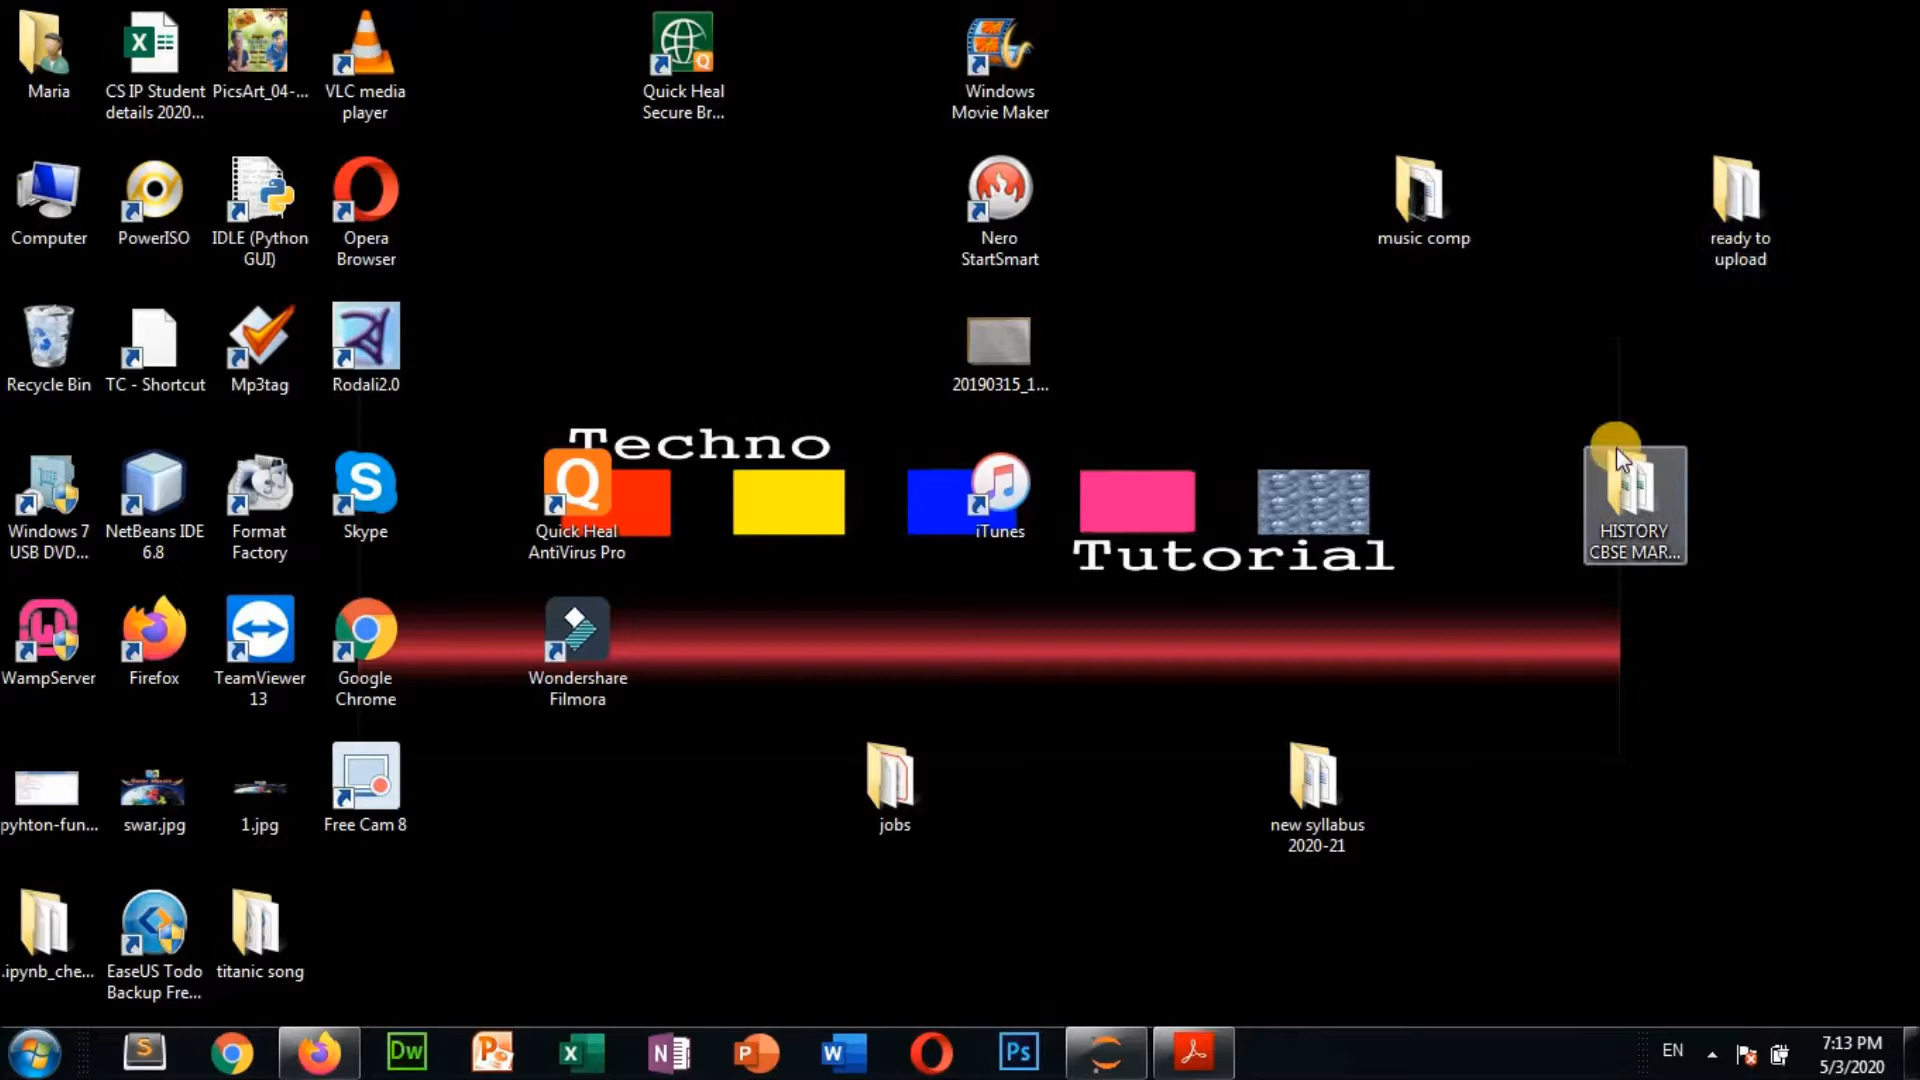 Maria
CS IP Student
details 2020...
PicsArt_04-...
VLC media
player
Quick Heal
Secure Br...
Windows
Movie Maker
Computer
PowerISO
IDLE (Python
GUI)
Opera
Browser
Nero
StartSmart
music comp
ready to
upload
Recycle Bin
TC - Shortcut
Mp3tag
Rodali2.0
20190315_1...
Techno
Windows 7
USB DVD...
NetBeans IDE
6.8
Format
Factory
Skype
Quick Heal
AntiVirus Pro
iTunes
Tutorial
HISTORY
CBSE MAR...
WampServer
Firefox
TeamViewer
13
Google
Chrome
Wondershare
Filmora
pyhton-fun...
swar.jpg
1.jpg
Free Cam 8
jobs
new syllabus
2020-21
.ipynb_che...
EaseUS Todo
Backup Fre...
titanic song
EN
7:13 PM
5/3/2020